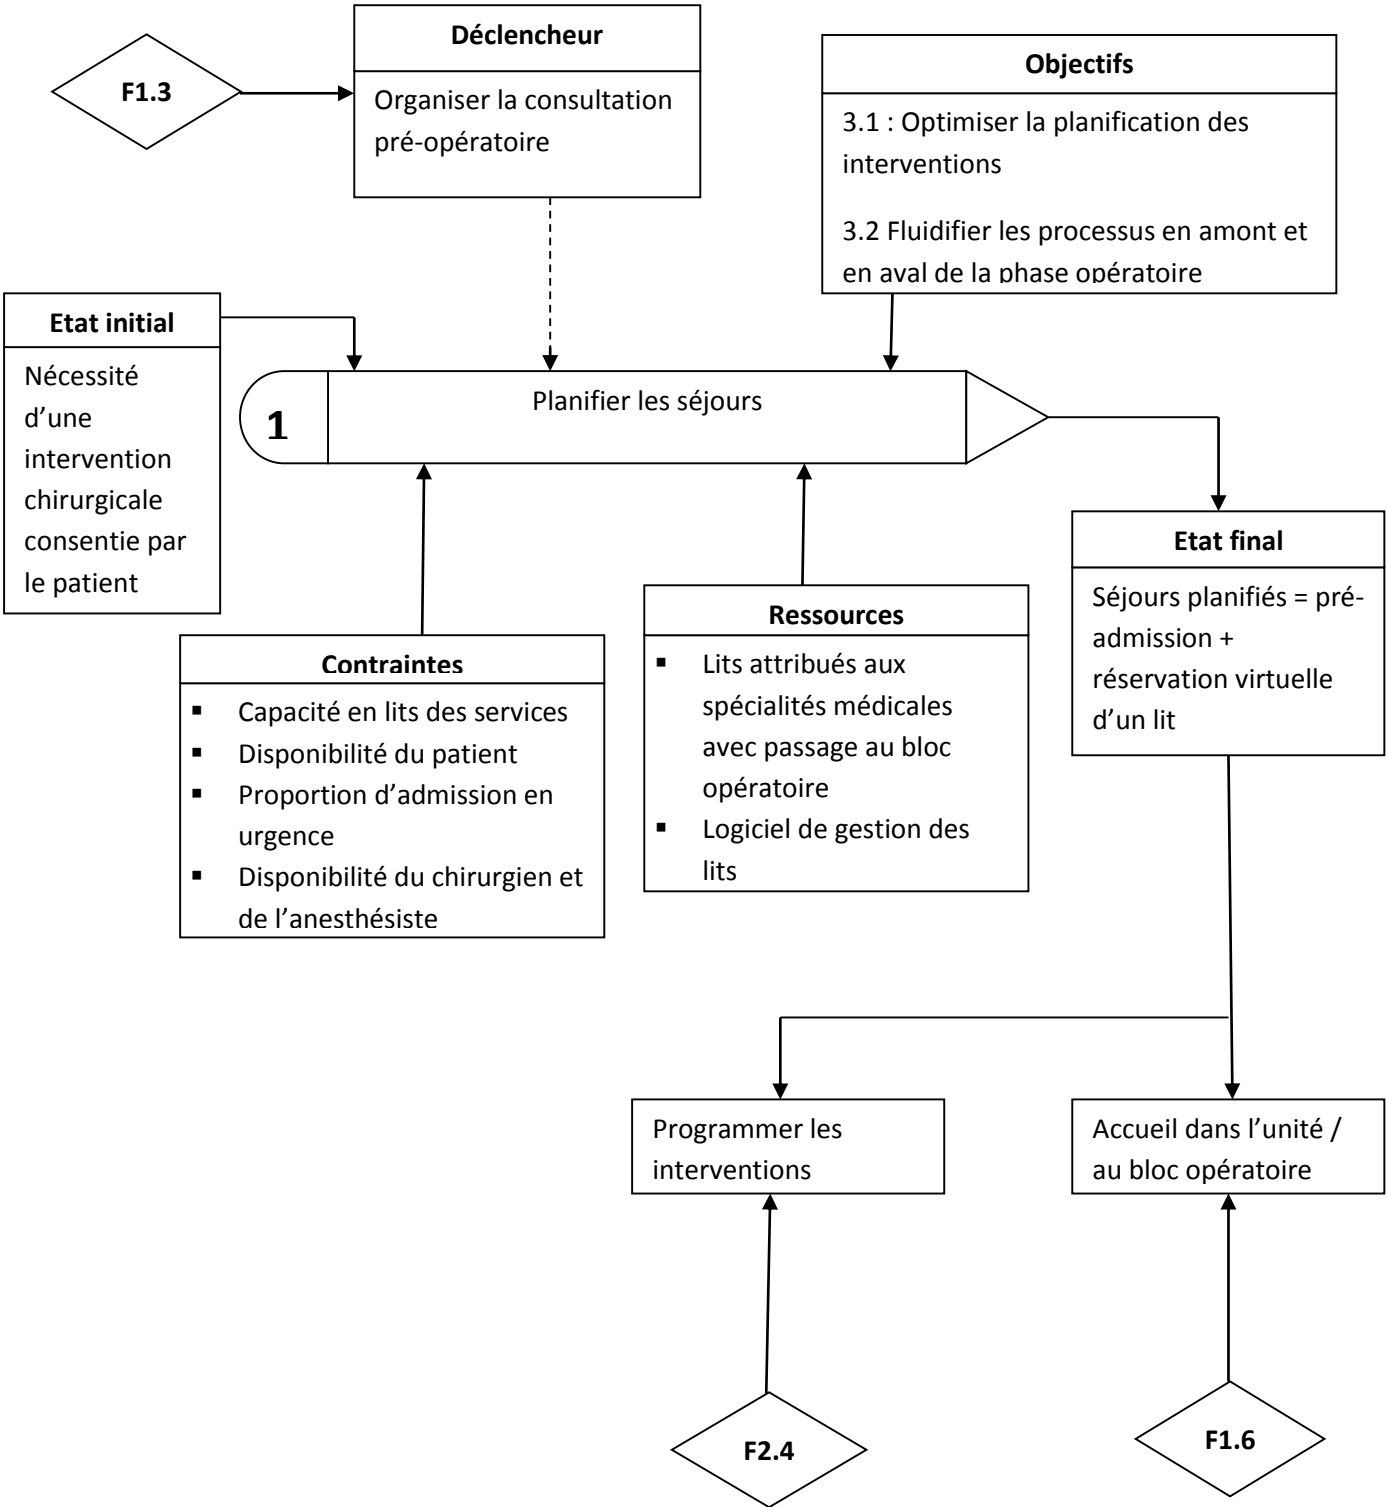 Déclencheur
F1.3
Organiser la consultation
pré-opératoire
Objectifs
3.1 : Optimiser la planification des
interventions
3.2 Fluidifier les processus en amont et
en aval de la phase opératoire
Etat initial
Nécessité
d’une
intervention
chirurgicale
consentie par
le patient
1
Planifier les séjours
Contraintes
▪ Capacité en lits des services
▪ Disponibilité du patient
▪ Proportion d’admission en
urgence
▪ Disponibilité du chirurgien et
de l’anesthésiste
Ressources
▪ Lits attribués aux
spécialités médicales
avec passage au bloc
opératoire
▪ Logiciel de gestion des
lits
Etat final
Séjours planifiés = pré-
admission +
réservation virtuelle
d’un lit
Programmer les
interventions
Accueil dans l’unité /
au bloc opératoire
F2.4
F1.6